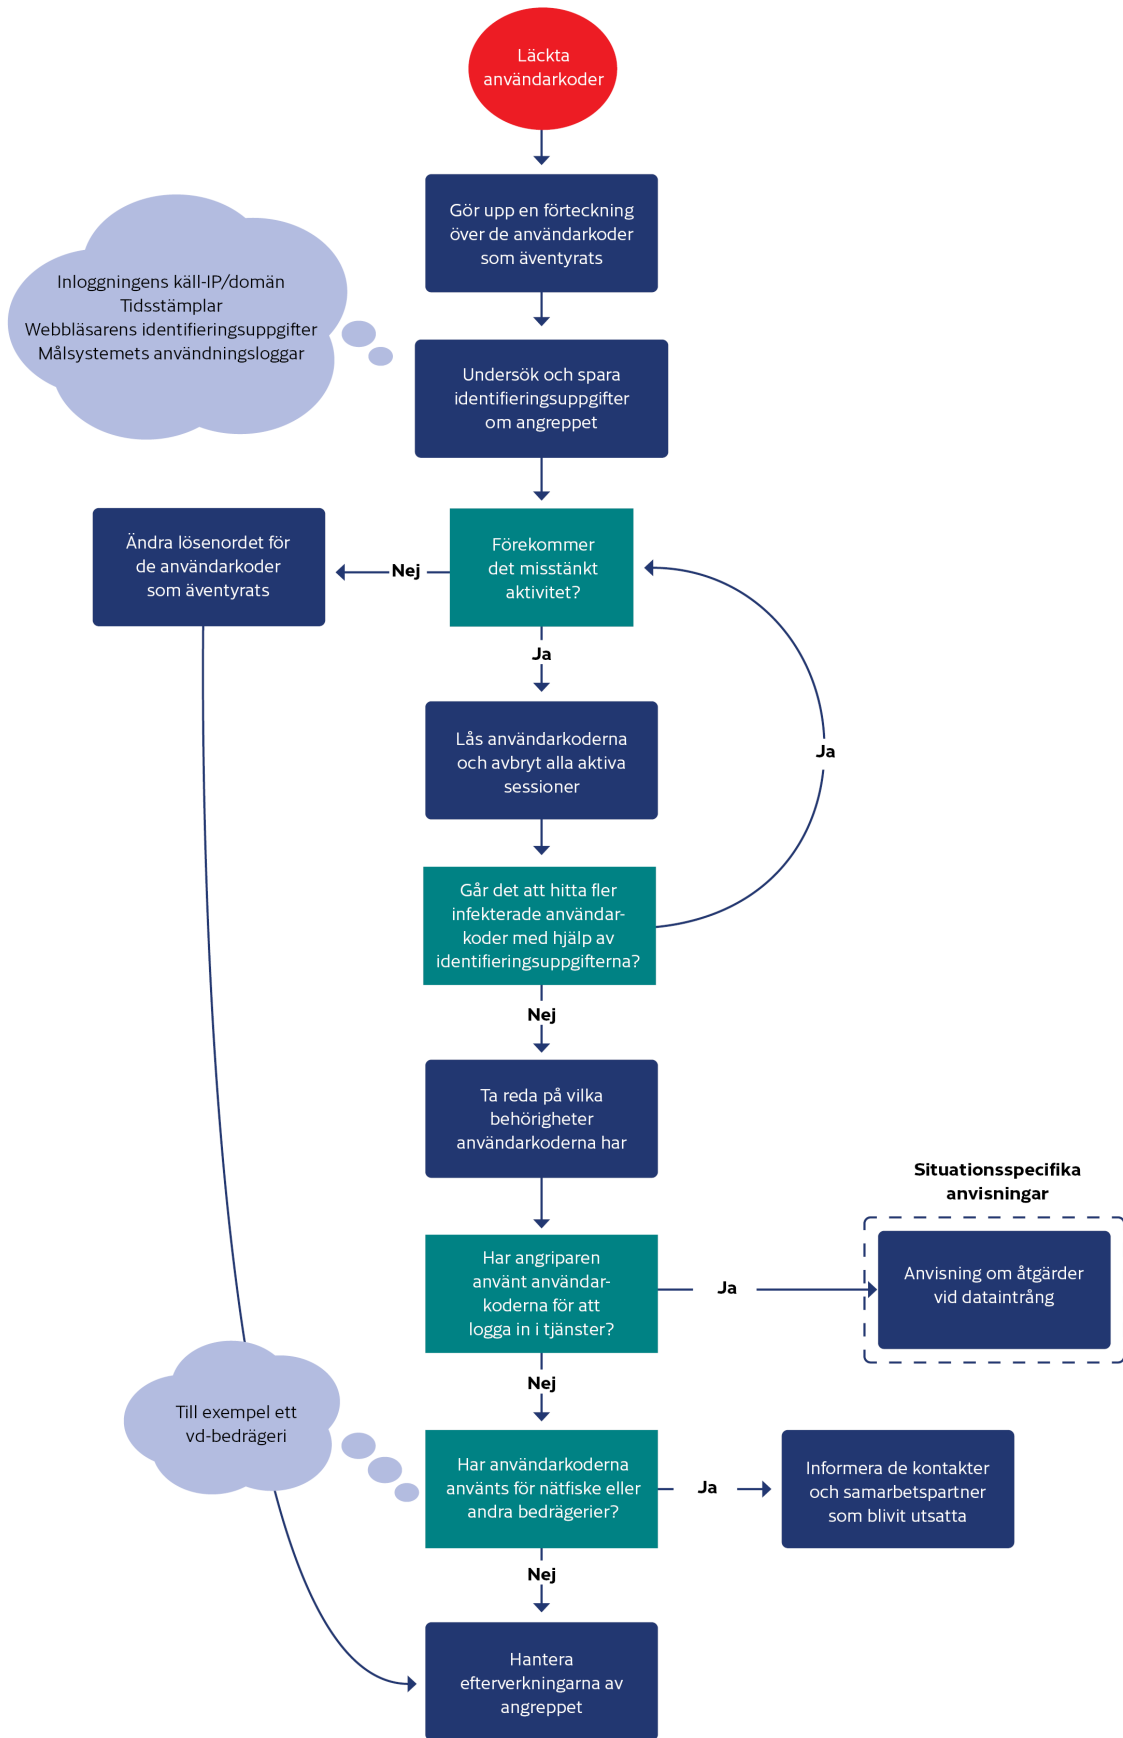 Läckta
användarkoder
Gör upp en förteckning
över de användarkoder
som äventyrats
Inloggningens käll-IP/domän
Tidsstämplar
Webbläsarens identifieringsuppgifter
Målsystemets användningsloggar
Undersök och spara
identifieringsuppgifter
om angreppet
Ändra lösenordet för
de användarkoder
som äventyrats
Nej
Förekommer
det misstänkt
aktivitet?
Ja
Lås användarkoderna
och avbryt alla aktiva
sessioner
Ja
Går det att hitta fler
infekterade användar-
koder med hjälp av
identifieringsuppgifterna?
Nej
Ta reda på vilka
behörigheter
användarkoderna har
Situationsspecifika
anvisningar
Har angriparen
använt användar-
koderna för att
logga in i tjänster?
Ja
Anvisning om åtgärder
vid dataintrång
Nej
Till exempel ett
vd-bedrägeri
Har användarkoderna
använts för nätfiske eller
andra bedrägerier?
Ja
Informera de kontakter
och samarbetspartner
som blivit utsatta
Nej
Hantera
efterverkningarna av
angreppet